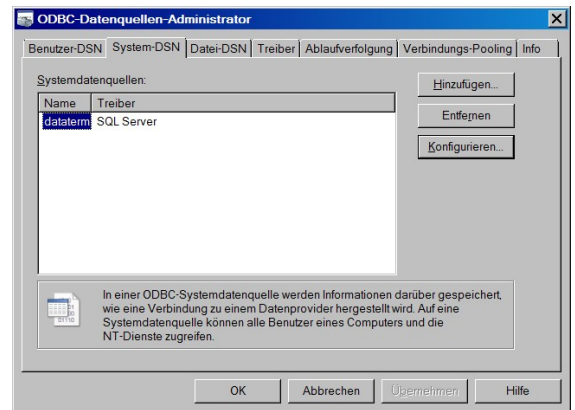 ODBC-Datenquellen-Administrator
Benutzer-DSN System-DSN Datei-DSN Treiber Ablaufverfolgung Verbindungs-Pooling Info
Systemdatenquellen:
Hinzufügen...
Name Treiber
dataterm SQL Server
Entfernen
Konfigurieren...
In einer ODBC-Systemdatenquelle werden Informationen darüber gespeichert,
wie eine Verbindung zu einem Datenprovider hergestellt wird. Auf eine
Systemdatenquelle können alle Benutzer eines Computers und die
NT-Dienste zugreifen.
OK Abbrechen Übernehmen Hilfe